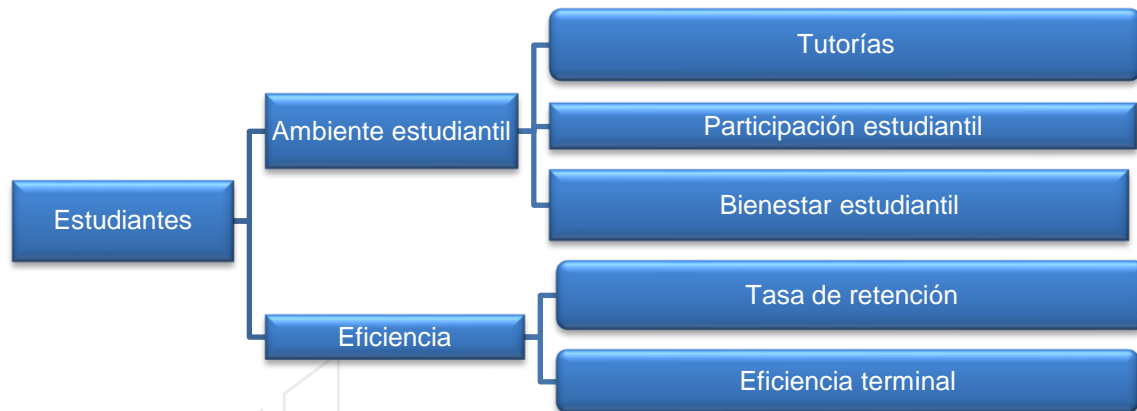 Estudiantes
Ambiente estudiantil
Tutorías
Participación estudiantil
Bienestar estudiantil
Eficiencia
Tasa de retención
Eficiencia terminal